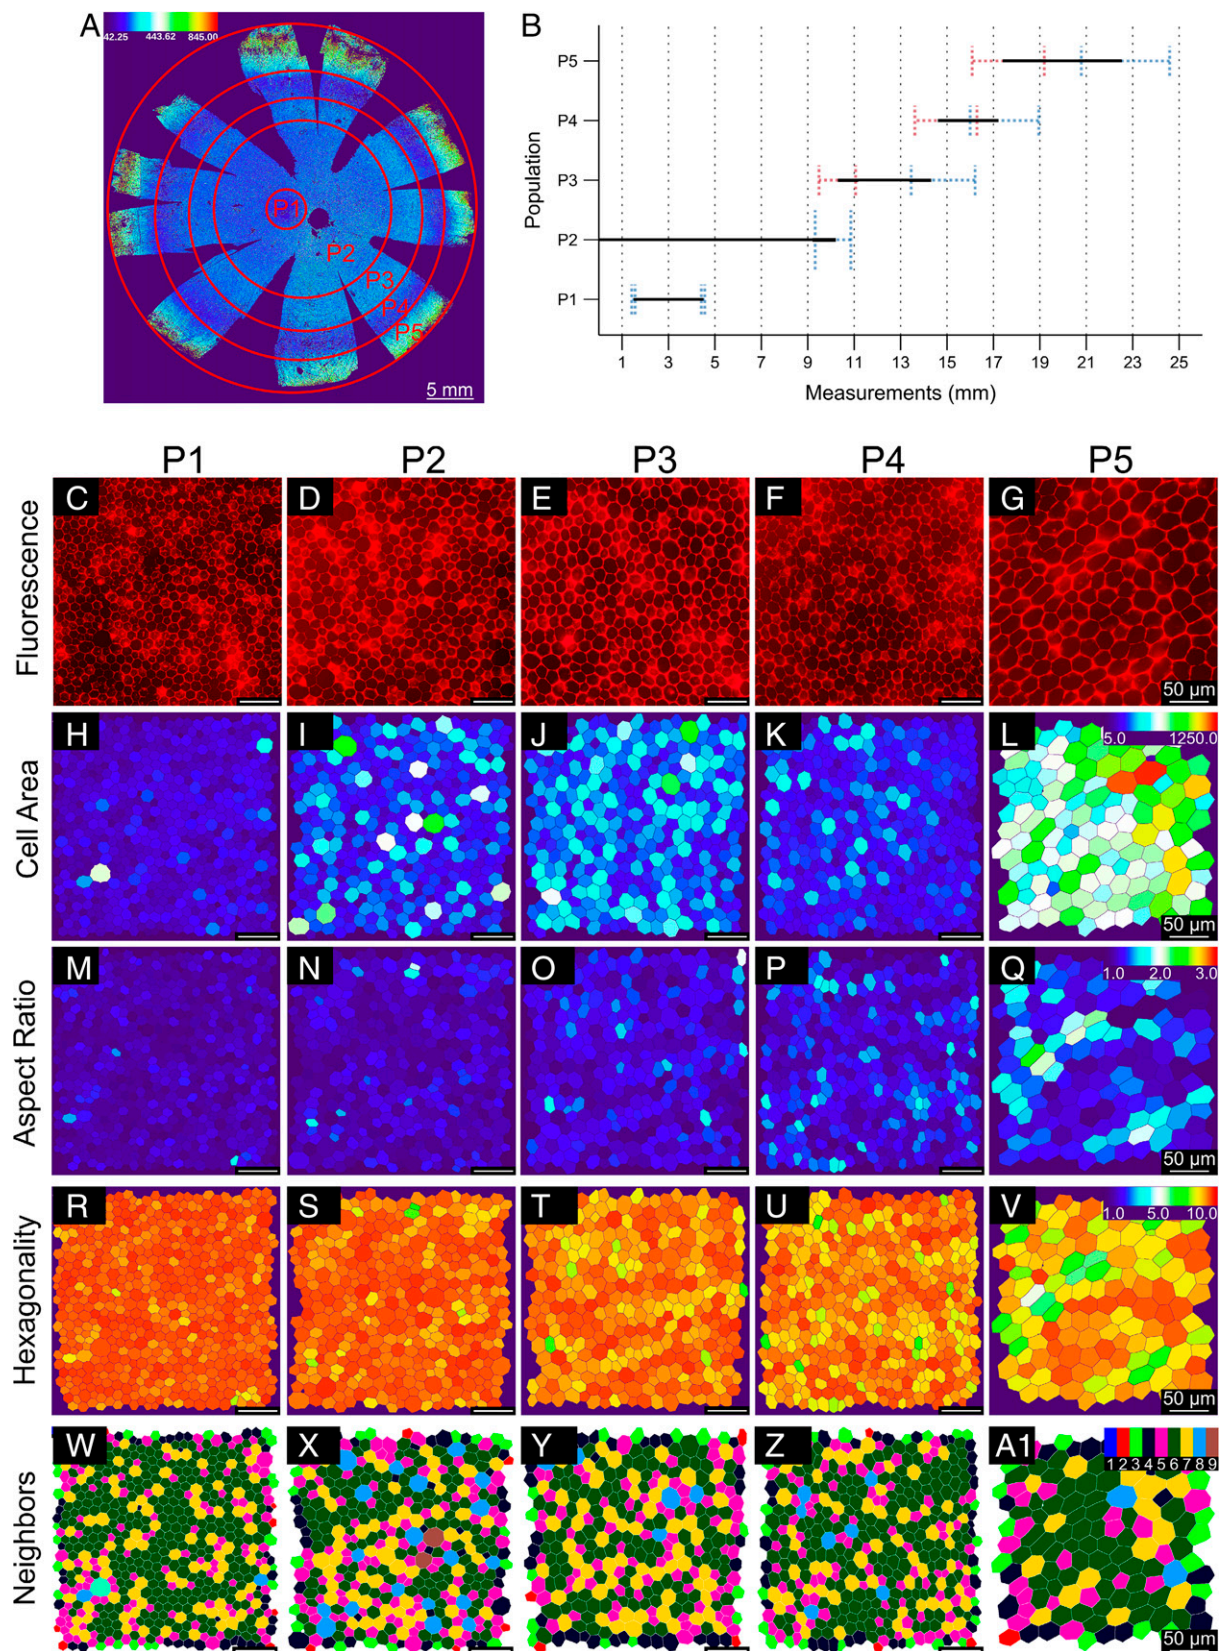 A
42.25 443.62 845.00
P1
P2
P3
P4
P5
5 mm
B
Population
P5
P4
P3
P2
P1
1 3 5 7 9 11 13 15 17 19 21 23 25
Measurements (mm)
P1 P2 P3 P4 P5
Fluorescence
C D E F G
50 µm
Cell Area
H I J K L
5.0 1250.0
50 µm
Aspect Ratio
M N O P Q
1.0 2.0 3.0
50 µm
Hexagonality
R S T U V
1.0 5.0 10.0
50 µm
Neighbors
W X Y Z A1
1 2 3 4 5 6 7 8 9
50 µm